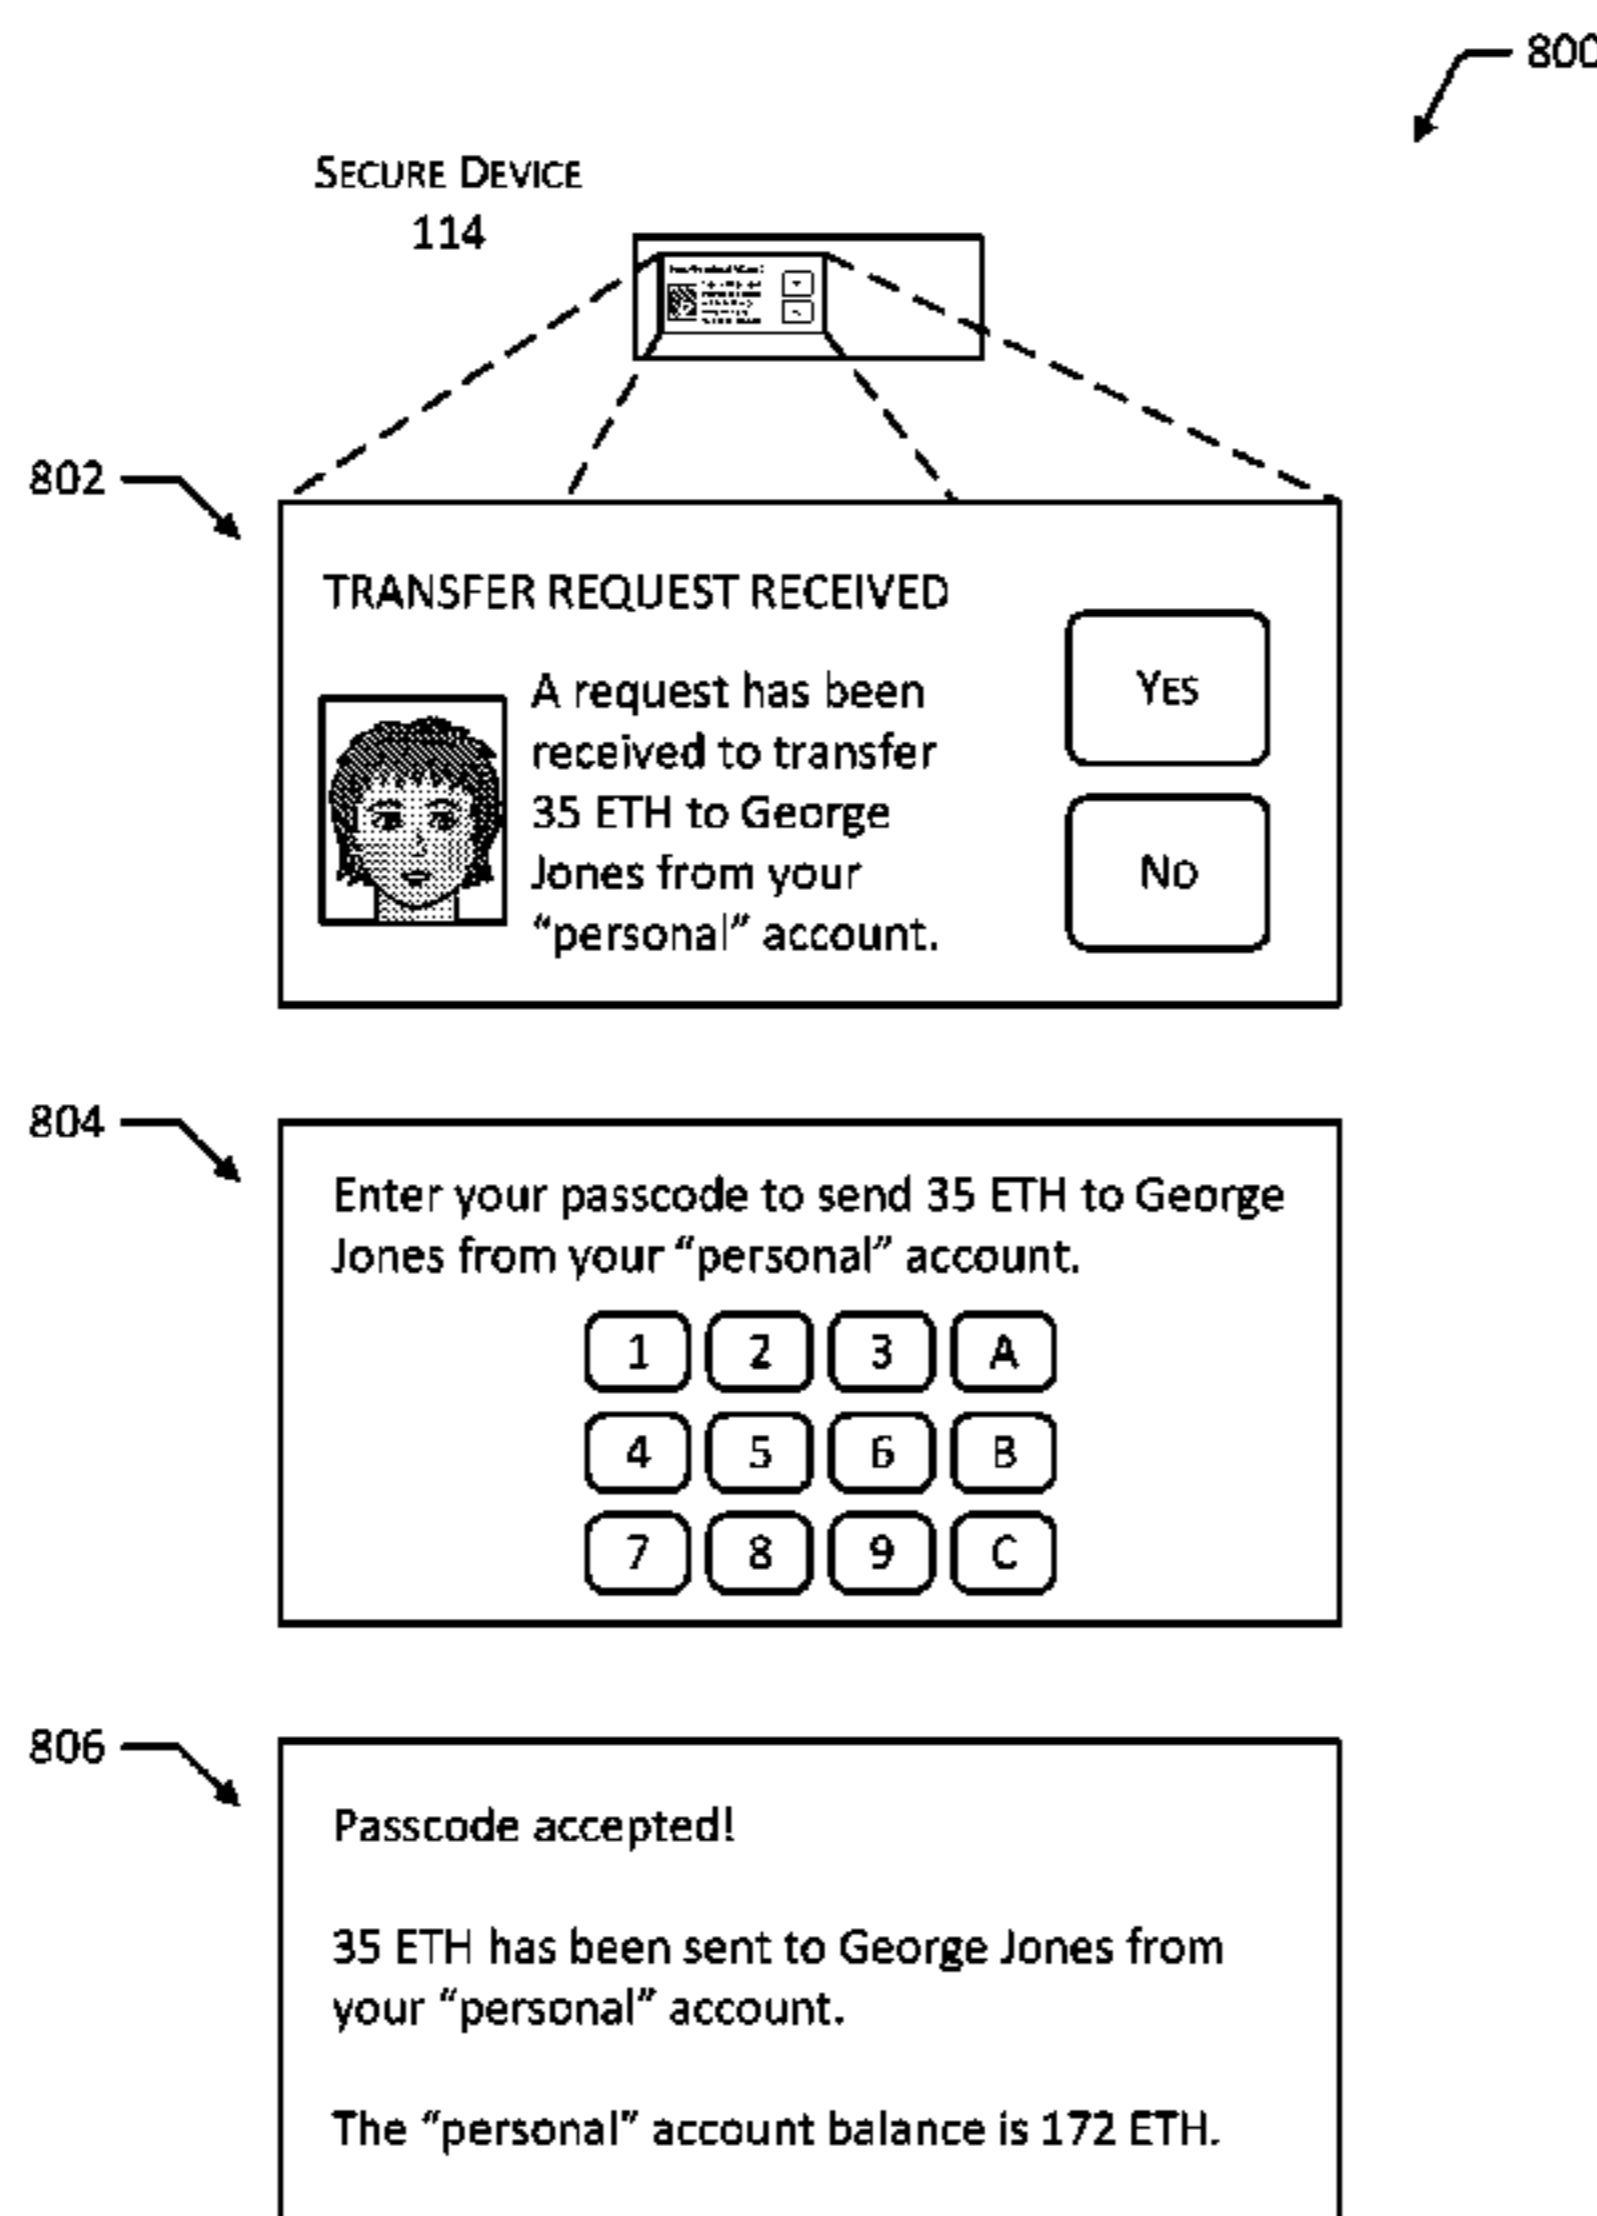 800
SECURE DEVICE
114
802
TRANSFER REQUEST RECEIVED
A request has been
received to transfer
35 ETH to George
Jones from your
“personal” account.
YES
NO
804
Enter your passcode to send 35 ETH to George
Jones from your “personal” account.
1 2 3 A
4 5 6 B
7 8 9 C
806
Passcode accepted!
35 ETH has been sent to George Jones from
your “personal” account.
The “personal” account balance is 172 ETH.